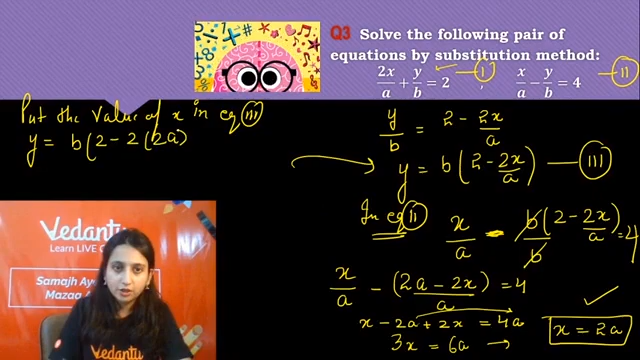 Q3 Solve the following pair of
equations by substitution method:
2x/a + y/b = 2 — (I) , x/a − y/b = 4 — (II)
Put the value of x in eq (III)
y = b(2 - 2(2a)
y/b = 2 - 2x/a
y = b(2 - 2x/a) — (III)
In eq (II)
x/a - b(2 - 2x/a)/b = 4
x/a - (2a - 2x)/a = 4
x - 2a + 2x = 4a
3x = 6a → x = 2a
Vedantu
Learn LIVE
Samajh
Mazaa
Vedantu